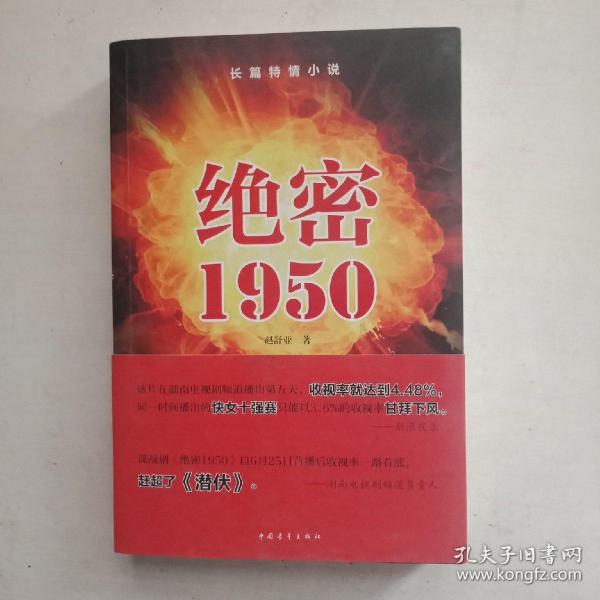 长篇特情小说
绝密
1950
赵舒亚 著
该片在湖南电视剧频道播出第五天，收视率就达到4.48%，
同一时间播出的快女十强赛只能以3.6%的收视率甘拜下风。
——新浪娱乐
谍战剧《绝密1950》自6月25日首播后收视率一路看涨，
赶超了《潜伏》。 ——湖南电视剧频道负责人
中国青年出版社
孔夫子旧书网
www.kongfz.com